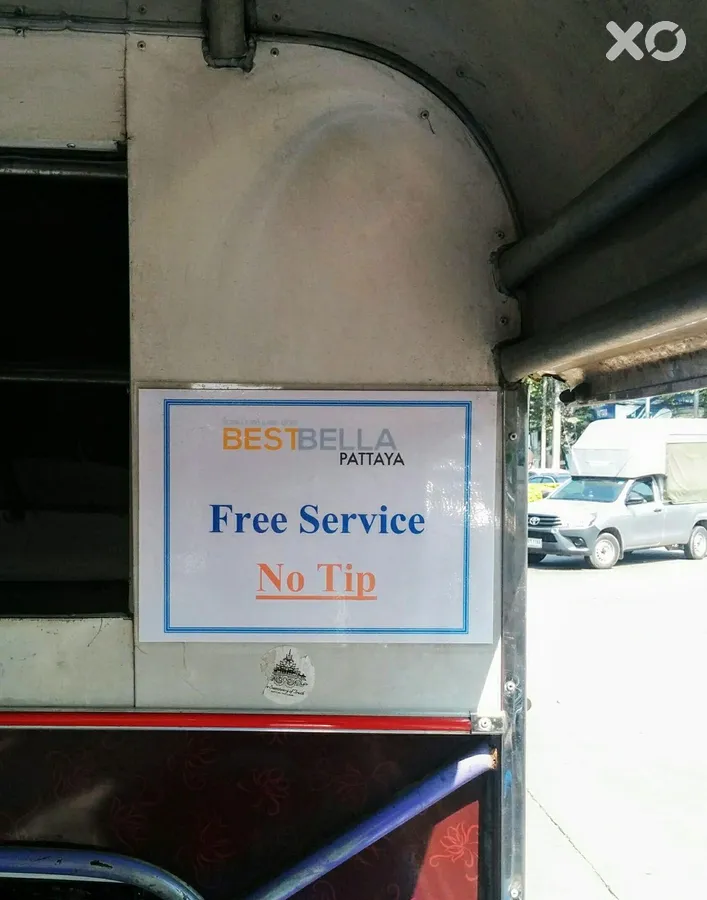 XO
BESTBELLA
PATTAYA
Free Service
No Tip